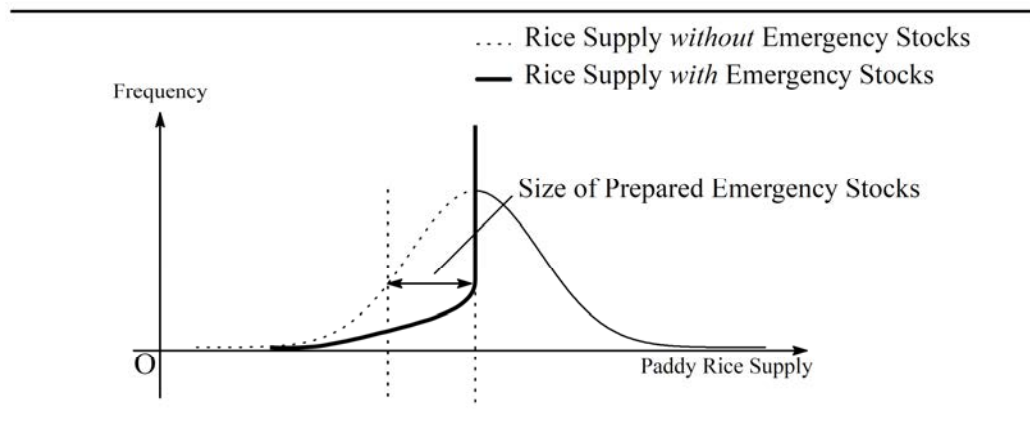 Rice Supply without Emergency Stocks
Rice Supply with Emergency Stocks
Frequency
Size of Prepared Emergency Stocks
O
Paddy Rice Supply